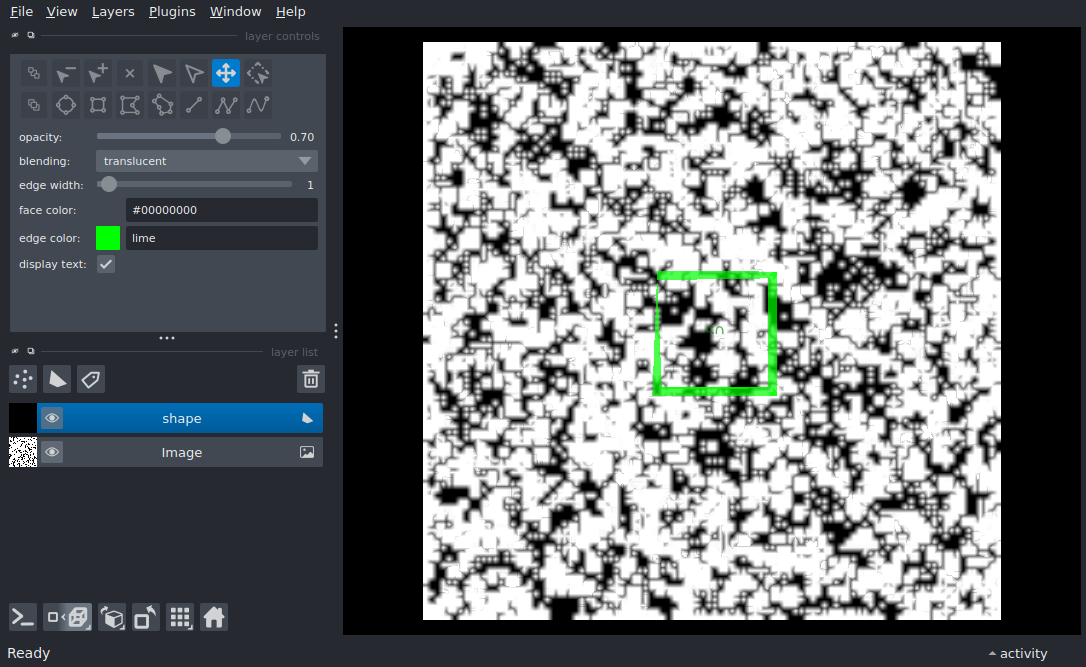 File View Layers Plugins Window Help
layer controls
opacity: 0.70
blending: translucent
edge width: 1
face color: #00000000
edge color: lime
display text:
layer list
shape
Image
Ready
activity